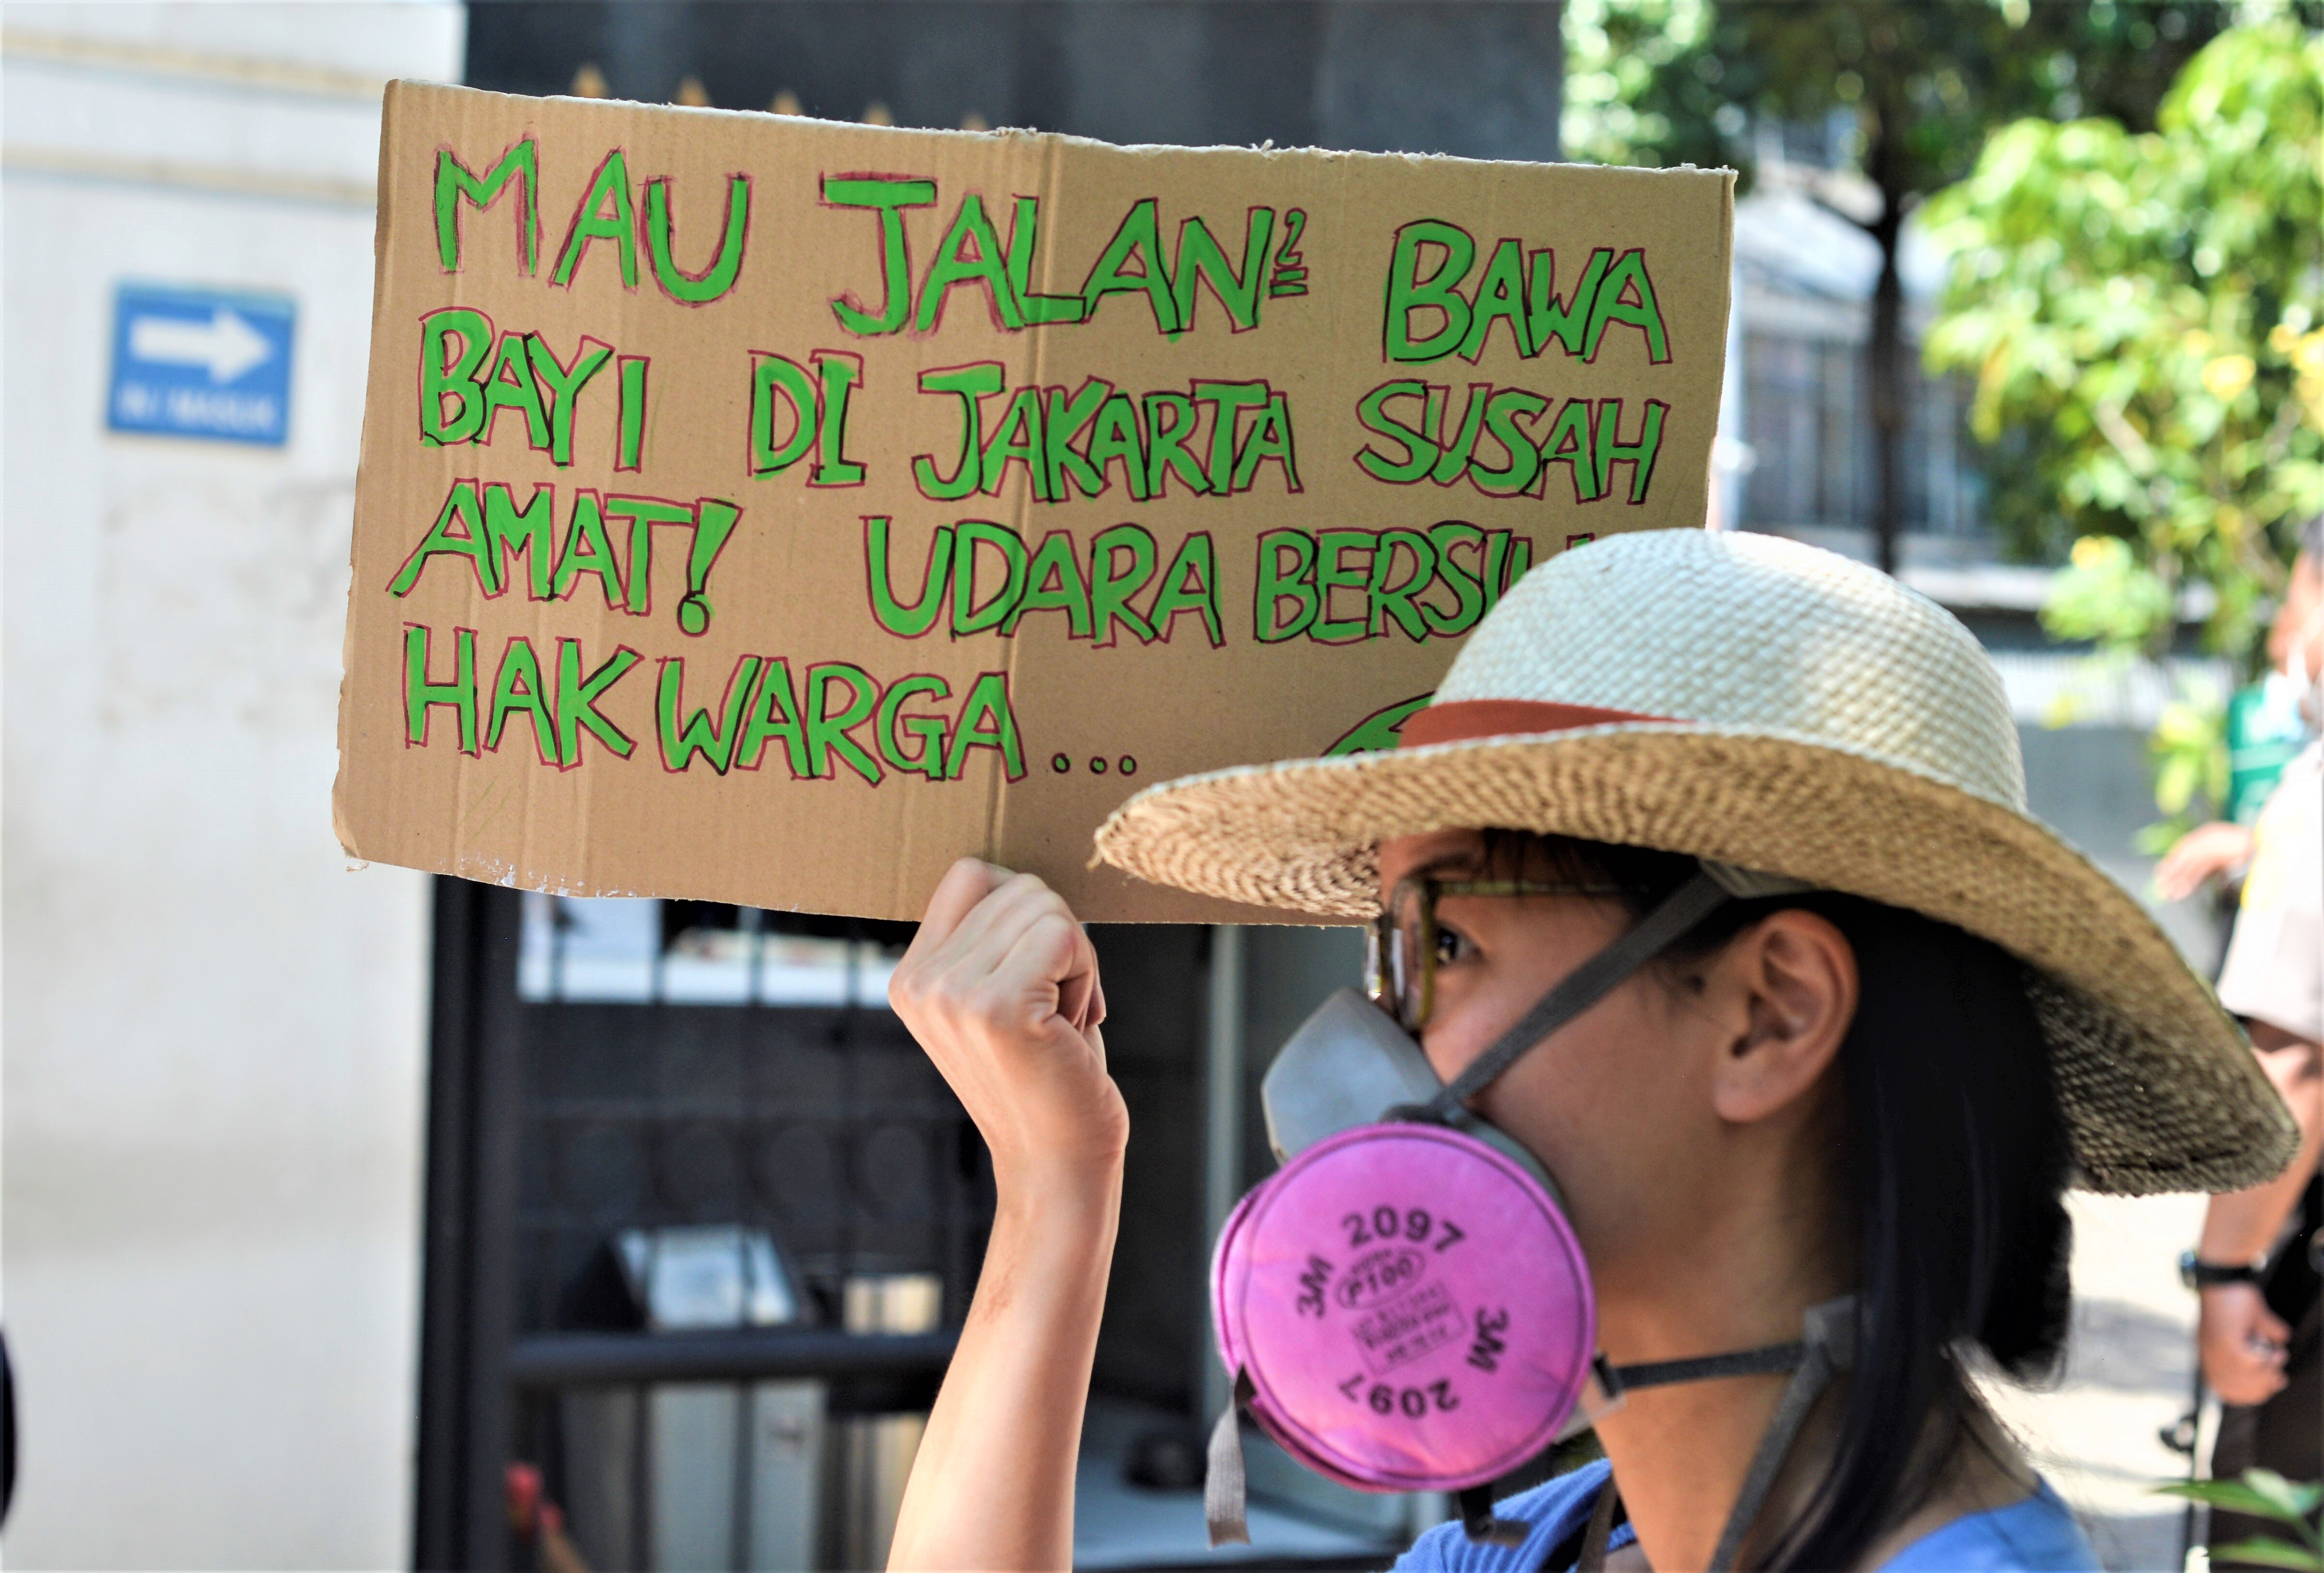 MAU JALAN² BAWA
BAYI DI JAKARTA SUSAH
AMAT! UDARA
HAK WARGA...
3M 2097
P100
3M 2097